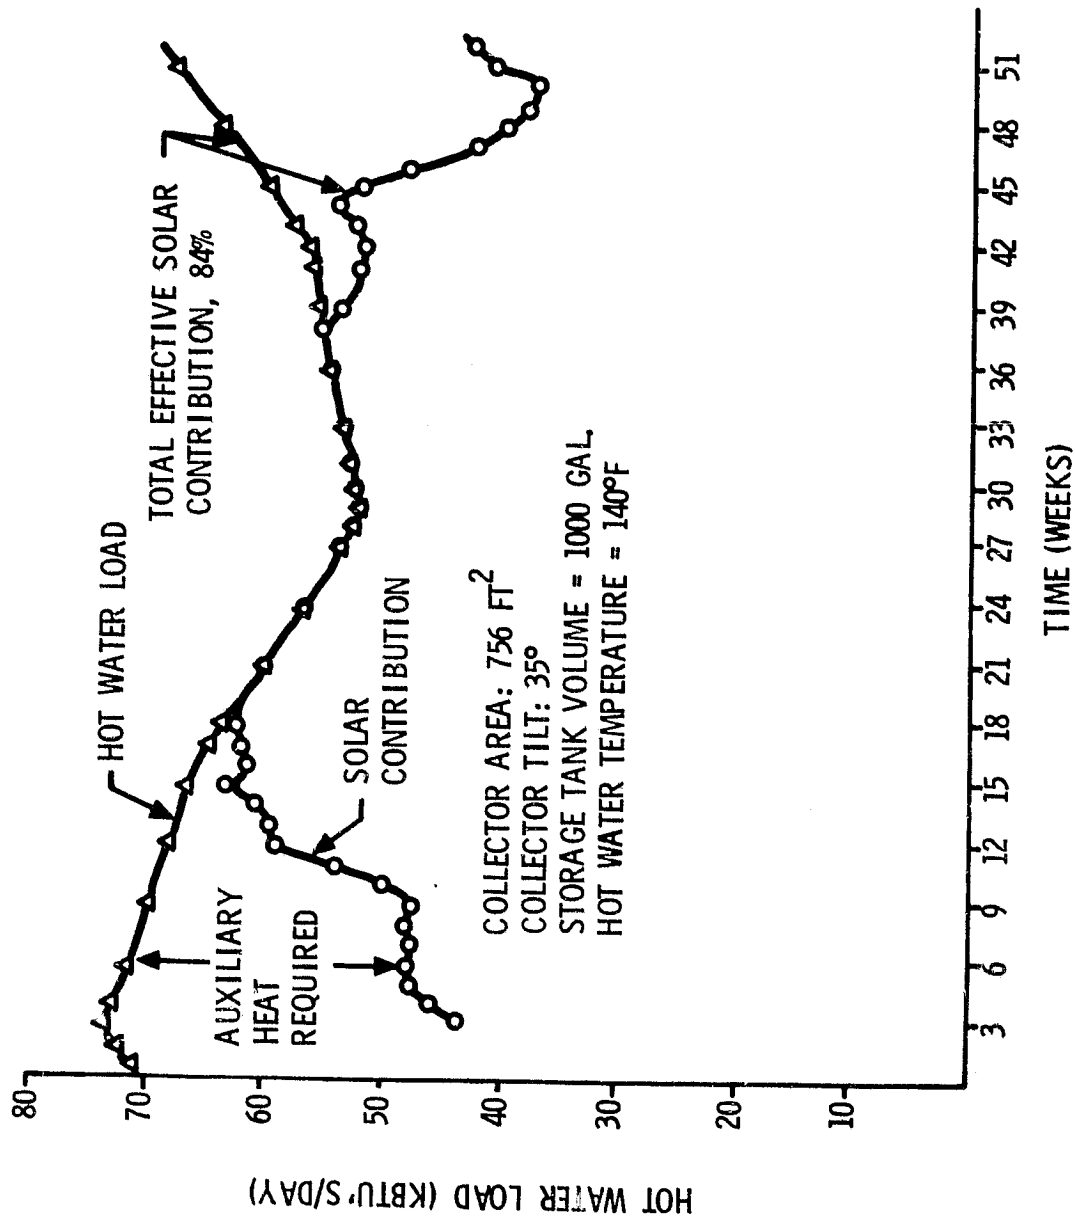 HOT WATER LOAD (KBTU'S/DAY)
80
70
60
50
40
30
20
10
HOT WATER LOAD
TOTAL EFFECTIVE SOLAR
CONTRIBUTION, 84%
AUXILIARY
HEAT
REQUIRED
SOLAR
CONTRIBUTION
COLLECTOR AREA: 756 FT²
COLLECTOR TILT: 35°
STORAGE TANK VOLUME = 1000 GAL.
HOT WATER TEMPERATURE = 140°F
3
6
9
12
15
18
21
24
27
30
33
36
39
42
45
48
51
TIME (WEEKS)